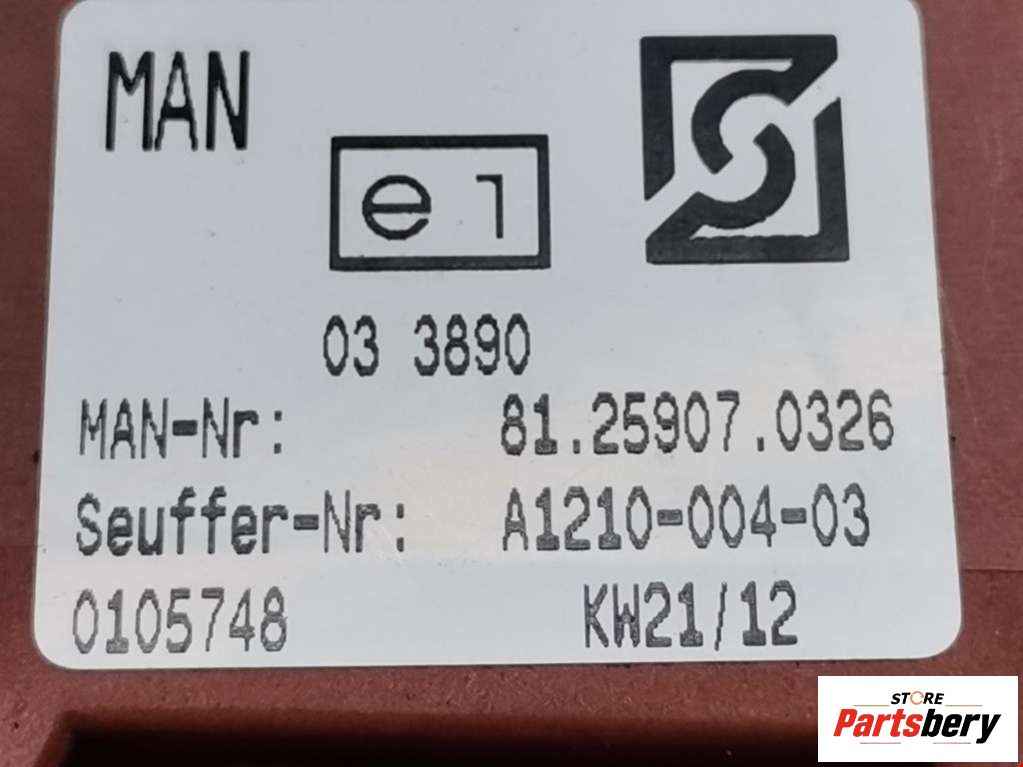 MAN
e1
03 3890
MAN-Nr: 81.25907.0326
Seuffer-Nr: A1210-004-03
0105748 KW21/12
STORE
Partsbery